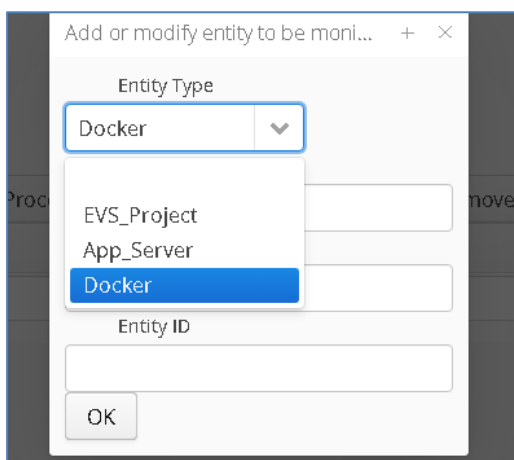 Add or modify entity to be moni...
Entity Type
Docker
EVS_Project
App_Server
Docker
Entity ID
OK